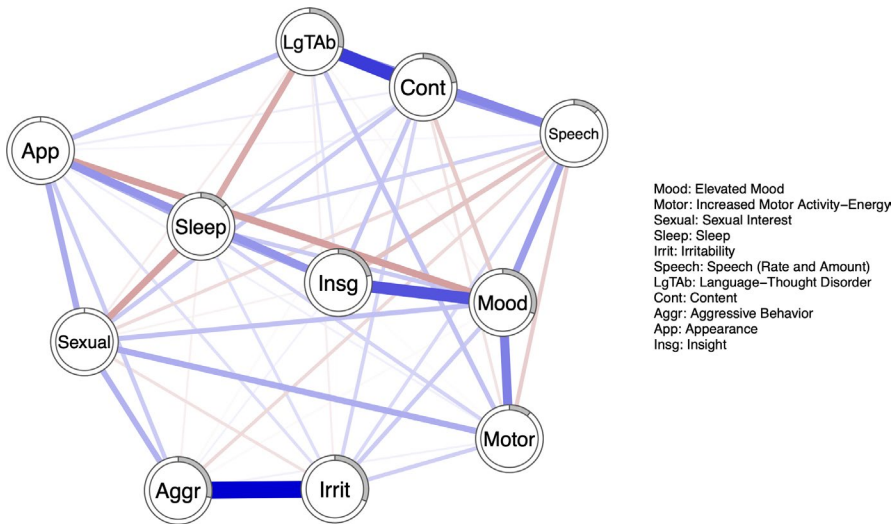 LgTAb
Cont
Speech
App
Sleep
Insg
Mood
Sexual
Motor
Aggr
Irrit
Mood: Elevated Mood
Motor: Increased Motor Activity−Energy
Sexual: Sexual Interest
Sleep: Sleep
Irrit: Irritability
Speech: Speech (Rate and Amount)
LgTAb: Language−Thought Disorder
Cont: Content
Aggr: Aggressive Behavior
App: Appearance
Insg: Insight